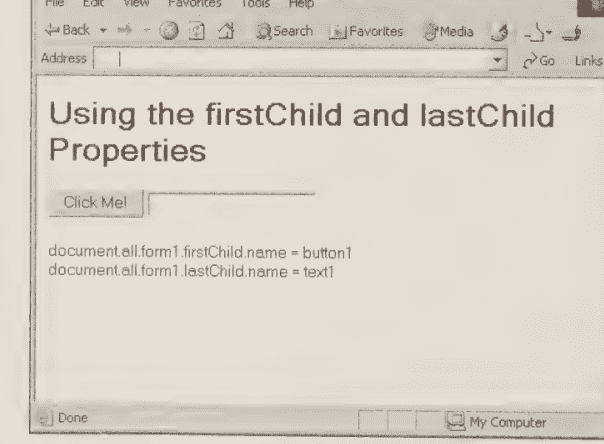 File Edit View Favorites Tools Help
Back Search Favorites Media
Address Go Links
Using the firstChild and lastChild
Properties
Click Me!
document.all.form1.firstChild.name = button1
document.all.form1.lastChild.name = text1
Done My Computer